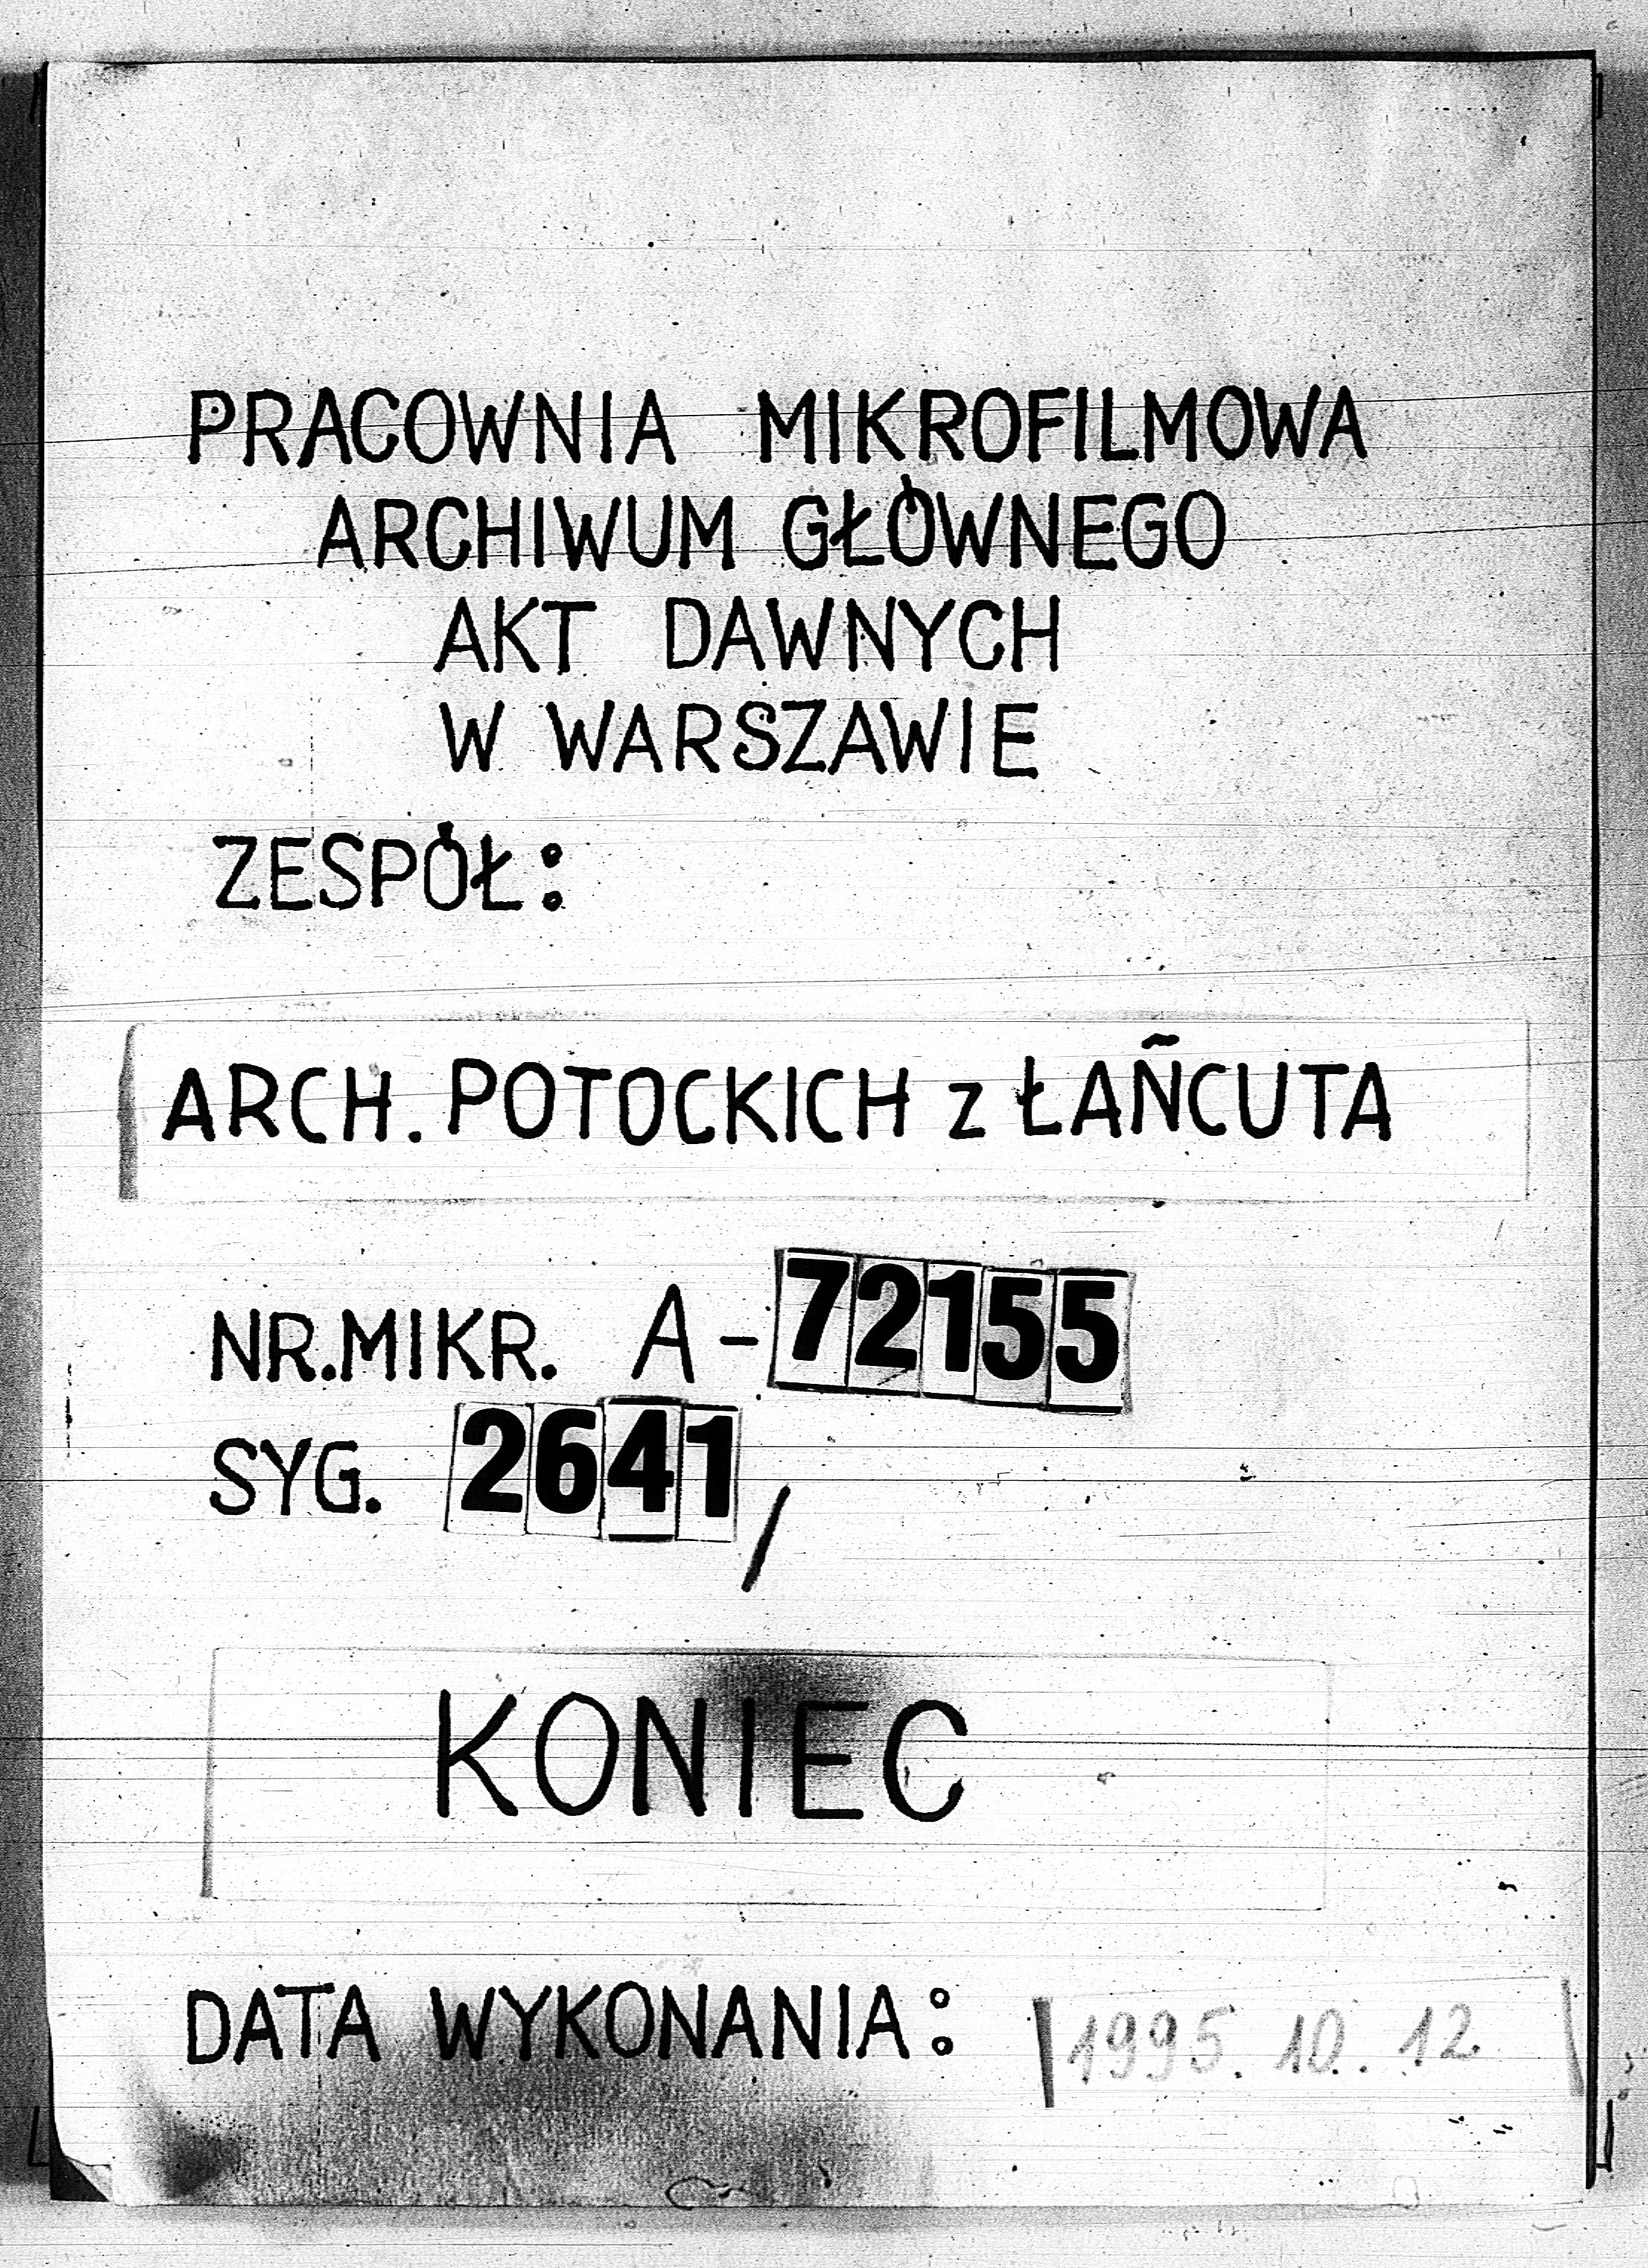 PRACOWNIA MIKROFILMOWA
ARCHIWUM GŁÓWNEGO
AKT DAWNYCH
W WARSZAWIE
ZESPÓŁ:
ARCH. POTOCKICH z ŁAŃCUTA
NR.MIKR. A-72155
SYG. 2641/
KONIEC
DATA WYKONANIA: 1995.10.12